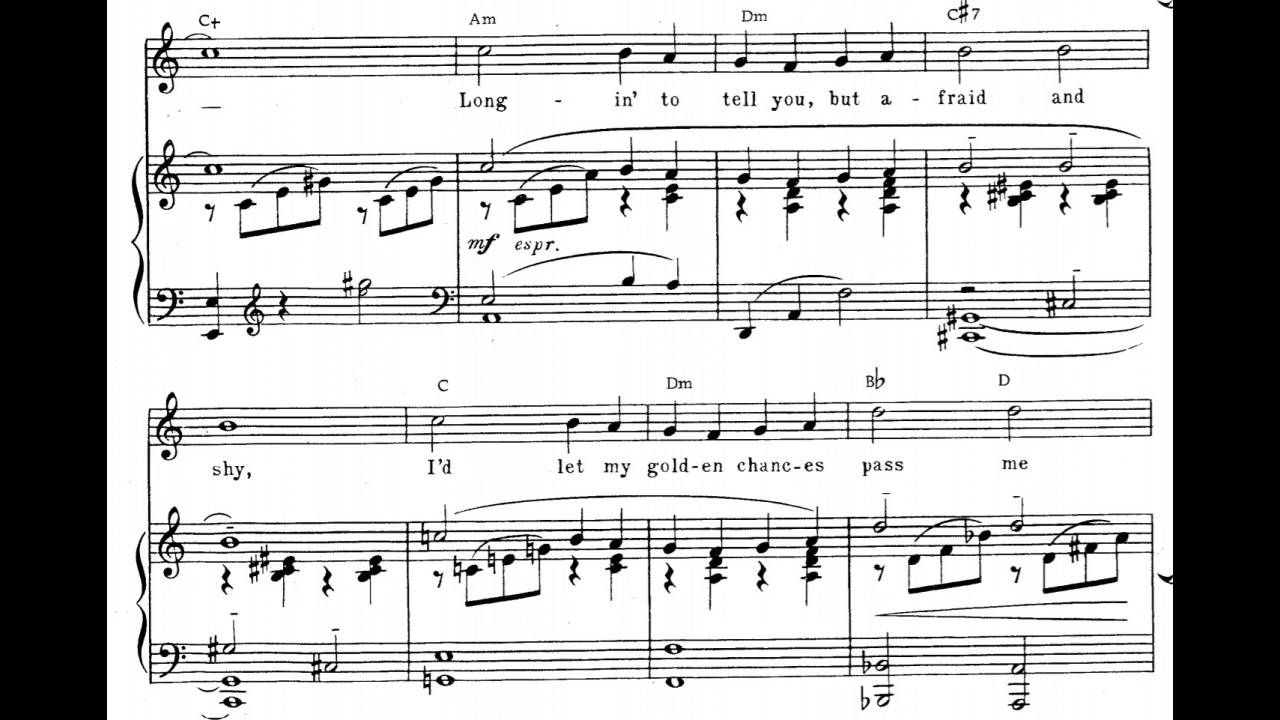 C+ Am Dm C#7
— Long - in' to tell you, but a - fraid and
mf espr.
C Dm B♭ D
shy, I'd let my gold-en chanc-es pass me